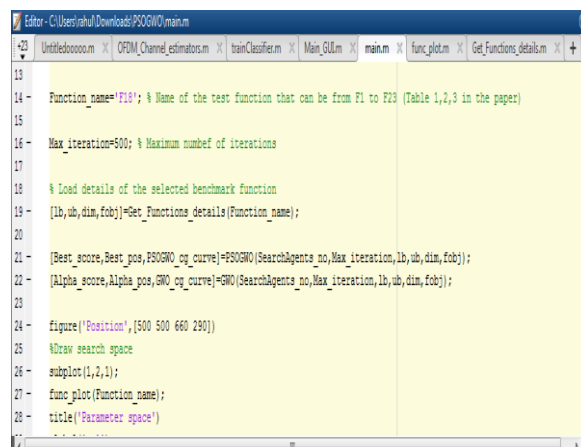 Editor - C:\Users\rahul\Downloads\PSOGWO\main.m
+23 Untitledooooo.m OFDM_Channel_estimators.m trainClassifier.m Main_GUI.m main.m func_plot.m Get_Functions_details.m
13
14 - Function_name='F18'; % Name of the test function that can be from F1 to F23 (Table 1,2,3 in the paper)
15
16 - Max_iteration=500; % Maximum numbef of iterations
17
18 % Load details of the selected benchmark function
19 - [lb,ub,dim,fobj]=Get_Functions_details(Function_name);
20
21 - [Best_score,Best_pos,PSOGWO_cg_curve]=PSOGWO(SearchAgents_no,Max_iteration,lb,ub,dim,fobj);
22 - [Alpha_score,Alpha_pos,GWO_cg_curve]=GWO(SearchAgents_no,Max_iteration,lb,ub,dim,fobj);
23
24 - figure('Position',[500 500 660 290])
25 %Draw search space
26 - subplot(1,2,1);
27 - func_plot(Function_name);
28 - title('Parameter space')